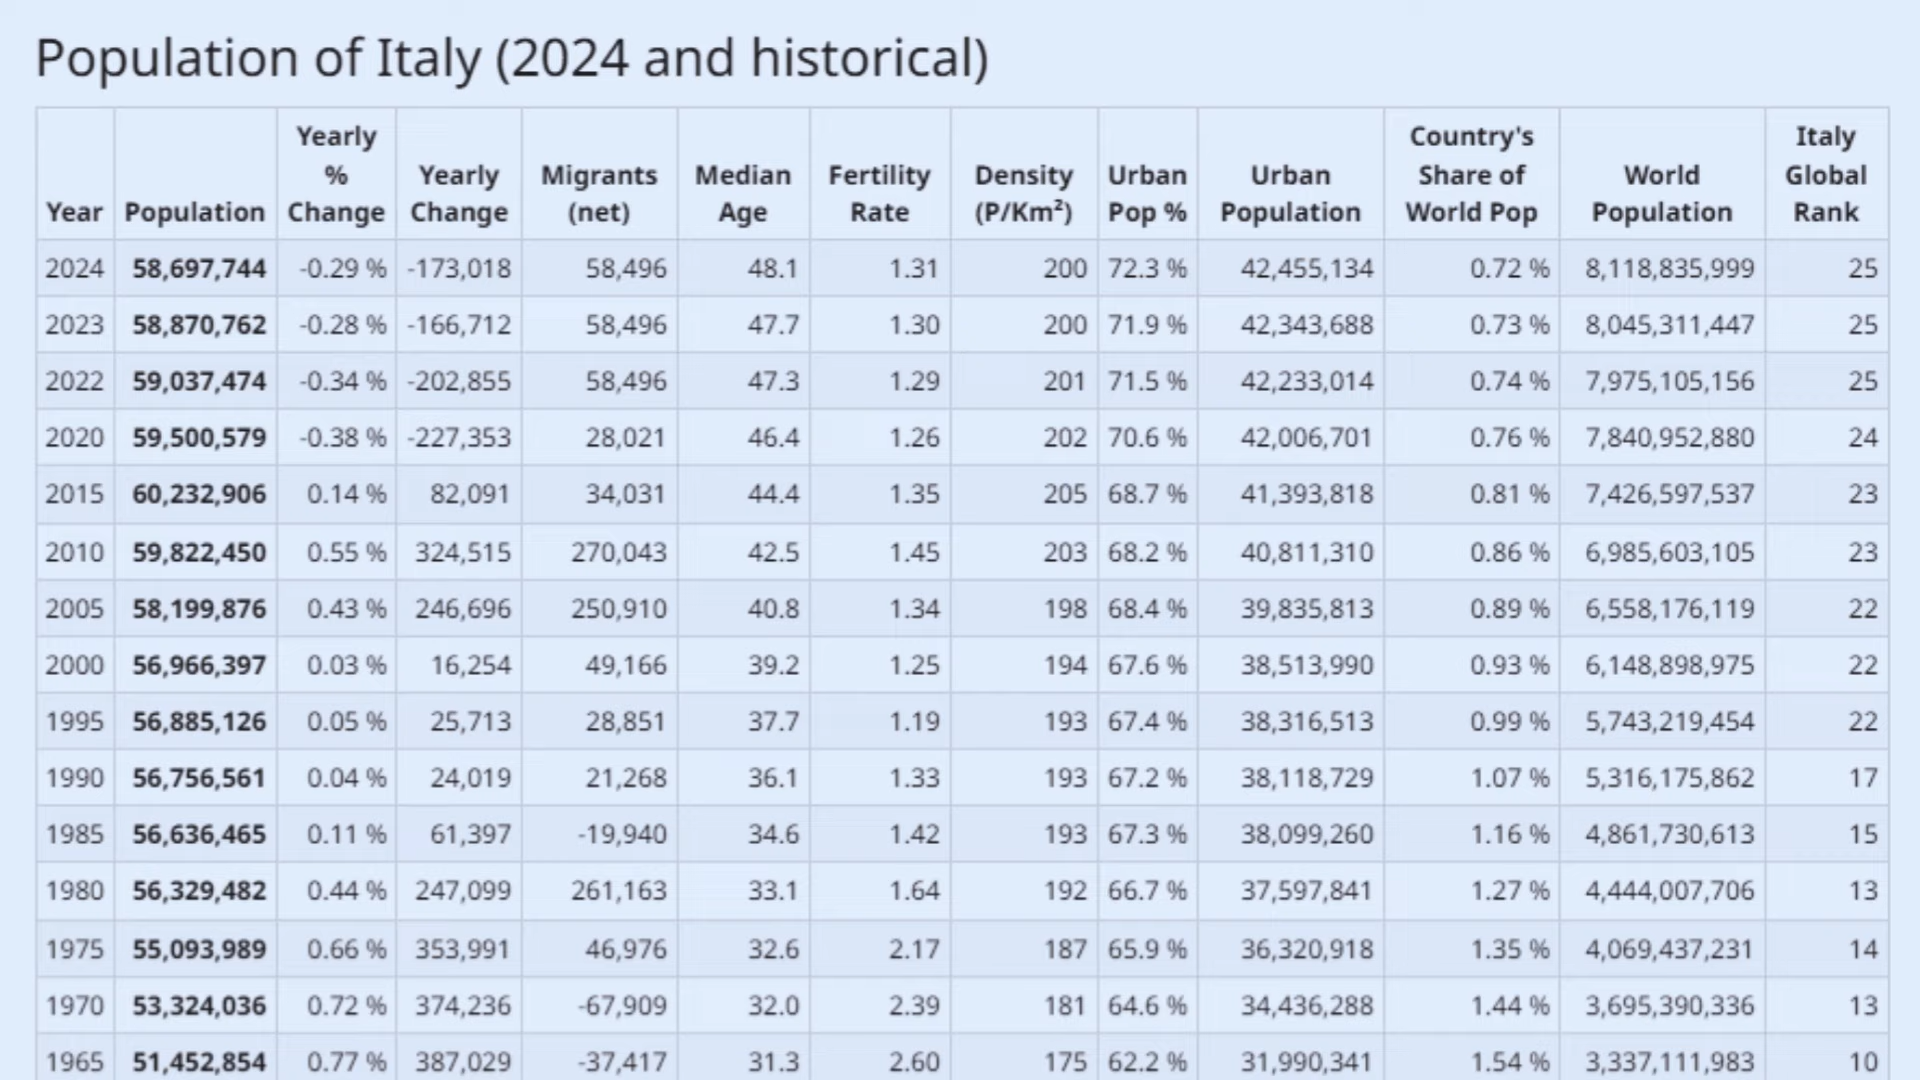 Population of Italy (2024 and historical)
Year Population Yearly % Change Yearly Change Migrants (net) Median Age Fertility Rate Density (P/Km²) Urban Pop % Urban Population Country's Share of World Pop World Population Italy Global Rank
2024 58,697,744 -0.29 % -173,018 58,496 48.1 1.31 200 72.3 % 42,455,134 0.72 % 8,118,835,999 25
2023 58,870,762 -0.28 % -166,712 58,496 47.7 1.30 200 71.9 % 42,343,688 0.73 % 8,045,311,447 25
2022 59,037,474 -0.34 % -202,855 58,496 47.3 1.29 201 71.5 % 42,233,014 0.74 % 7,975,105,156 25
2020 59,500,579 -0.38 % -227,353 28,021 46.4 1.26 202 70.6 % 42,006,701 0.76 % 7,840,952,880 24
2015 60,232,906 0.14 % 82,091 34,031 44.4 1.35 205 68.7 % 41,393,818 0.81 % 7,426,597,537 23
2010 59,822,450 0.55 % 324,515 270,043 42.5 1.45 203 68.2 % 40,811,310 0.86 % 6,985,603,105 23
2005 58,199,876 0.43 % 246,696 250,910 40.8 1.34 198 68.4 % 39,835,813 0.89 % 6,558,176,119 22
2000 56,966,397 0.03 % 16,254 49,166 39.2 1.25 194 67.6 % 38,513,990 0.93 % 6,148,898,975 22
1995 56,885,126 0.05 % 25,713 28,851 37.7 1.19 193 67.4 % 38,316,513 0.99 % 5,743,219,454 22
1990 56,756,561 0.04 % 24,019 21,268 36.1 1.33 193 67.2 % 38,118,729 1.07 % 5,316,175,862 17
1985 56,636,465 0.11 % 61,397 -19,940 34.6 1.42 193 67.3 % 38,099,260 1.16 % 4,861,730,613 15
1980 56,329,482 0.44 % 247,099 261,163 33.1 1.64 192 66.7 % 37,597,841 1.27 % 4,444,007,706 13
1975 55,093,989 0.66 % 353,991 46,976 32.6 2.17 187 65.9 % 36,320,918 1.35 % 4,069,437,231 14
1970 53,324,036 0.72 % 374,236 -67,909 32.0 2.39 181 64.6 % 34,436,288 1.44 % 3,695,390,336 13
1965 51,452,854 0.77 % 387,029 -37,417 31.3 2.60 175 62.2 % 31,990,341 1.54 % 3,337,111,983 10